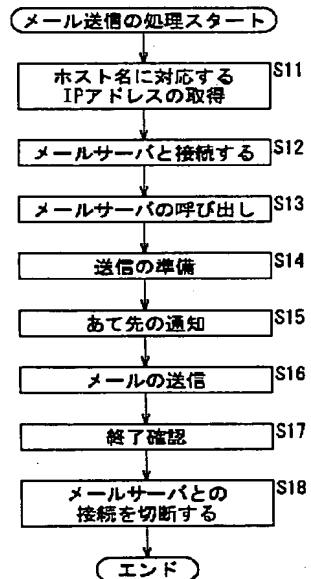 メール送信の処理スタート
ホスト名に対応する S11
IPアドレスの取得
メールサーバと接続する S12
メールサーバの呼び出し S13
送信の準備 S14
あて先の通知 S15
メールの送信 S16
終了確認 S17
メールサーバとの S18
接続を切断する
エンド